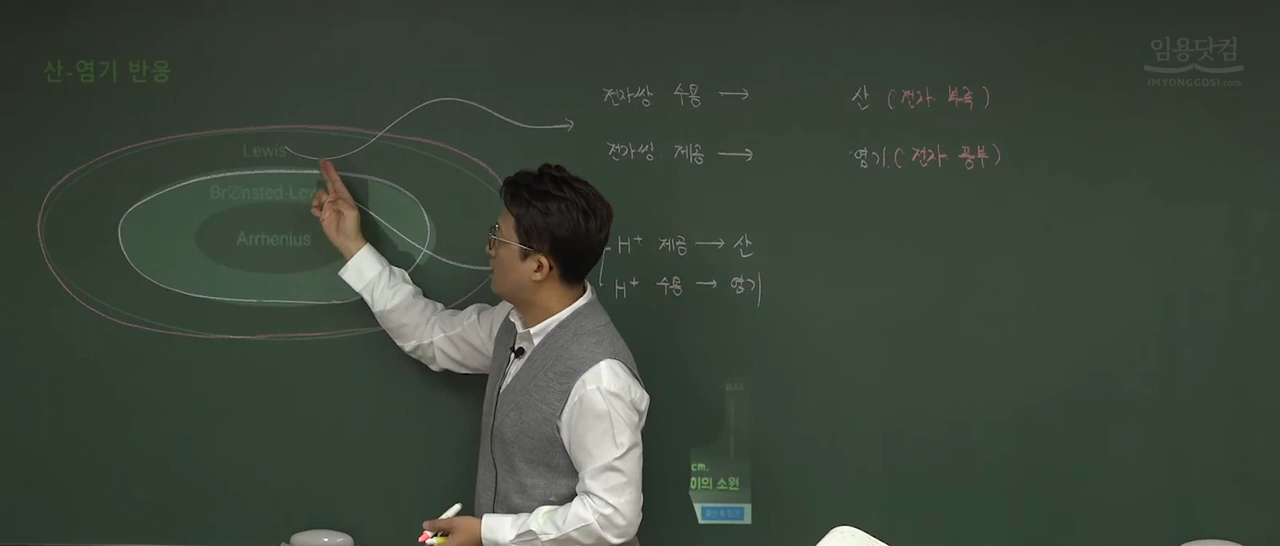 산-염기 반응
임용닷컴
IMYONGGOSI.com
전자쌍 수용 → 산 (전자 부족)
Lewis
전자쌍 제공 → 염기 (전자 풍부)
Brønsted-Low
Arrhenius
H⁺ 제공 → 산
H⁺ 수용 → 염기
cm,
이의 소원